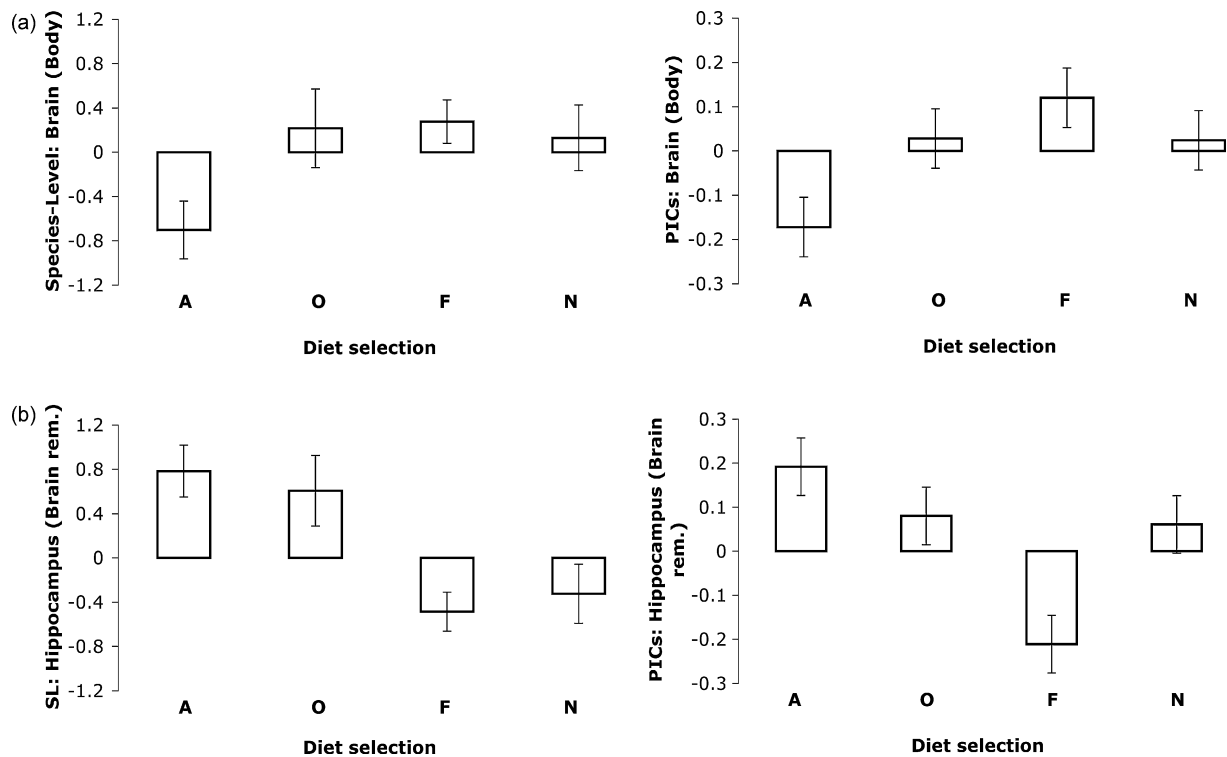 (a)
Species-Level: Brain (Body)
1.2
0.8
0.4
0
-0.4
-0.8
-1.2
A O F N
Diet selection
PICs: Brain (Body)
0.3
0.2
0.1
0
-0.1
-0.2
-0.3
A O F N
Diet selection
(b)
SL: Hippocampus (Brain rem.)
1.2
0.8
0.4
0
-0.4
-0.8
-1.2
A O F N
Diet selection
PICs: Hippocampus (Brain
rem.)
0.3
0.2
0.1
0
-0.1
-0.2
-0.3
A O F N
Diet selection